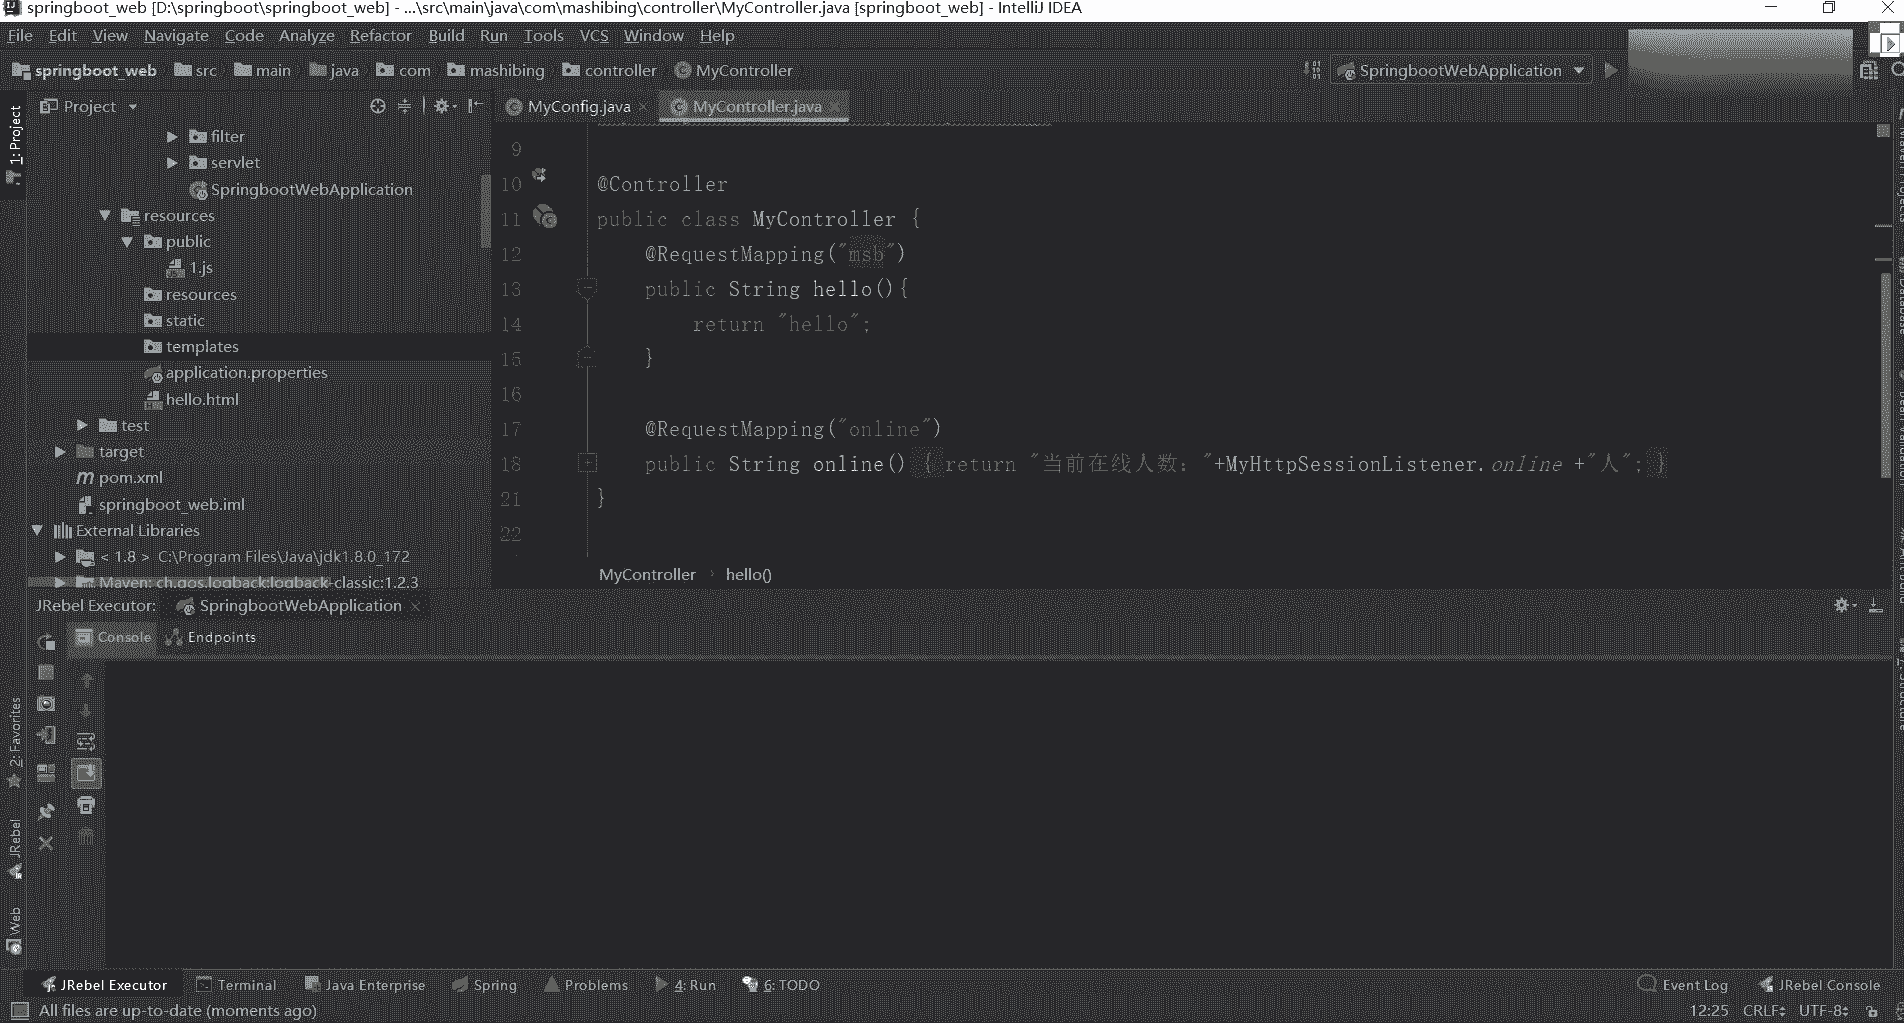 springboot_web [D:\springboot\springboot_web] - ...\src\main\java\com\mashibing\controller\MyController.java [springboot_web] - IntelliJ IDEA
File Edit View Navigate Code Analyze Refactor Build Run Tools VCS Window Help
springboot_web src main java com mashibing controller MyController SpringbootWebApplication
1: Project
Project
filter
servlet
SpringbootWebApplication
resources
public
1.js
resources
static
templates
application.properties
hello.html
test
target
pom.xml
springboot_web.iml
External Libraries
< 1.8 > C:\Program Files\Java\jdk1.8.0_172
Maven: ch.qos.logback:logback-classic:1.2.3
MyConfig.java MyController.java
9
10 @Controller
11 public class MyController {
12 @RequestMapping("msb")
13 public String hello(){
14 return "hello";
15 }
16
17 @RequestMapping("online")
18 public String online() { return "当前在线人数："+MyHttpSessionListener.online +"人"; }
21 }
22
MyController hello()
JRebel Executor: SpringbootWebApplication
Console Endpoints
2: Favorites
JRebel
Web
JRebel Executor Terminal Java Enterprise Spring Problems 4: Run 6: TODO Event Log JRebel Console
All files are up-to-date (moments ago) 12:25 CRLF UTF-8